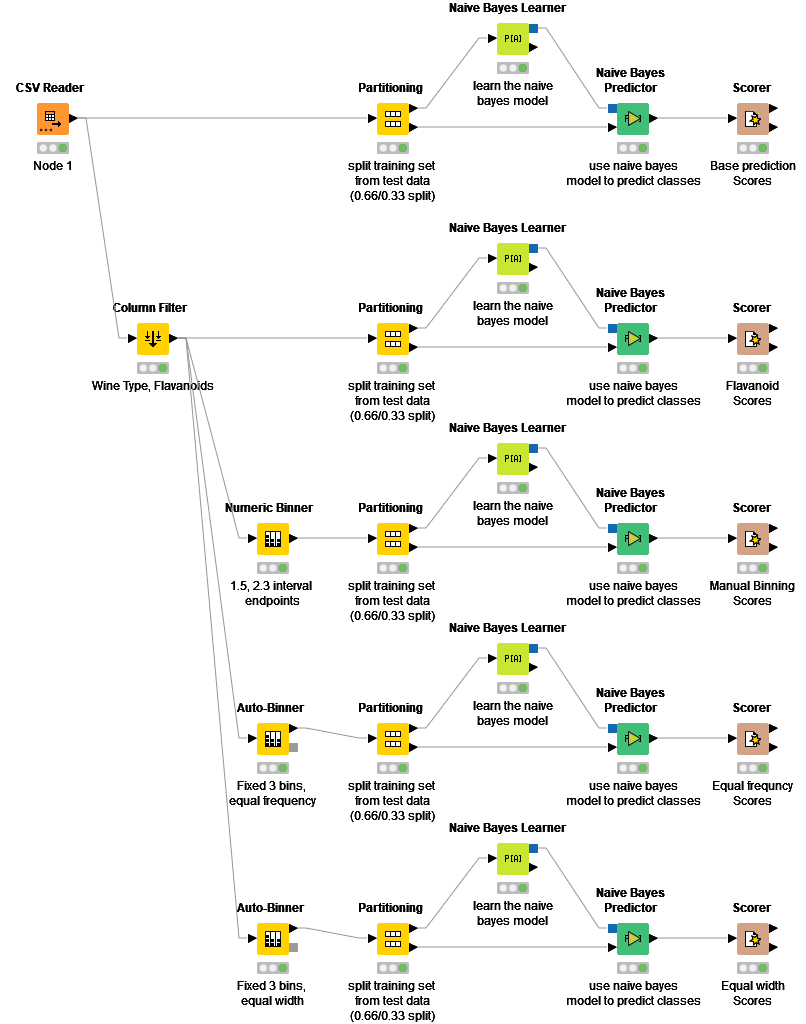 Naive Bayes Learner
P[A]
learn the naive
bayes model
CSV Reader
Node 1
Partitioning
split training set
from test data
(0.66/0.33 split)
Naive Bayes
Predictor
use naive bayes
model to predict classes
Scorer
Base prediction
Scores
Naive Bayes Learner
P[A]
learn the naive
bayes model
Column Filter
Wine Type, Flavanoids
Partitioning
split training set
from test data
(0.66/0.33 split)
Naive Bayes
Predictor
use naive bayes
model to predict classes
Scorer
Flavanoid
Scores
Naive Bayes Learner
P[A]
learn the naive
bayes model
Numeric Binner
1.5, 2.3 interval
endpoints
Partitioning
split training set
from test data
(0.66/0.33 split)
Naive Bayes
Predictor
use naive bayes
model to predict classes
Scorer
Manual Binning
Scores
Naive Bayes Learner
P[A]
learn the naive
bayes model
Auto-Binner
Fixed 3 bins,
equal frequency
Partitioning
split training set
from test data
(0.66/0.33 split)
Naive Bayes
Predictor
use naive bayes
model to predict classes
Scorer
Equal frequncy
Scores
Naive Bayes Learner
P[A]
learn the naive
bayes model
Auto-Binner
Fixed 3 bins,
equal width
Partitioning
split training set
from test data
(0.66/0.33 split)
Naive Bayes
Predictor
use naive bayes
model to predict classes
Scorer
Equal width
Scores